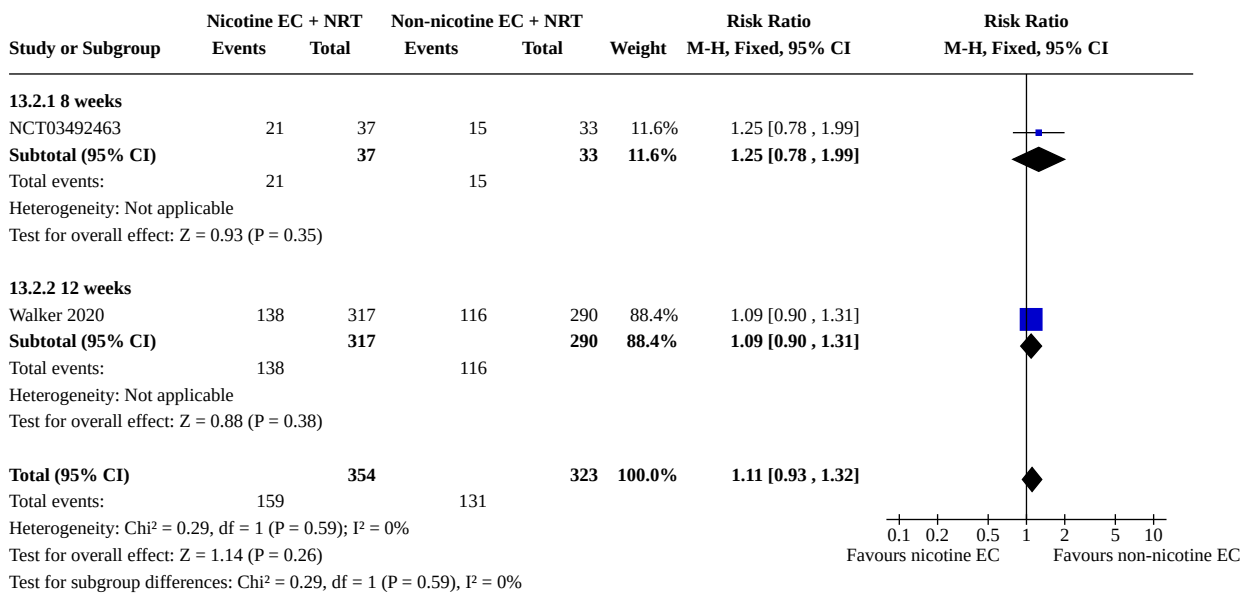 Nicotine EC + NRT Non-nicotine EC + NRT Risk Ratio Risk Ratio
Study or Subgroup Events Total Events Total Weight M-H, Fixed, 95% CI M-H, Fixed, 95% CI
13.2.1 8 weeks
NCT03492463 21 37 15 33 11.6% 1.25 [0.78 , 1.99]
Subtotal (95% CI) 37 33 11.6% 1.25 [0.78 , 1.99]
Total events: 21 15
Heterogeneity: Not applicable
Test for overall effect: Z = 0.93 (P = 0.35)
13.2.2 12 weeks
Walker 2020 138 317 116 290 88.4% 1.09 [0.90 , 1.31]
Subtotal (95% CI) 317 290 88.4% 1.09 [0.90 , 1.31]
Total events: 138 116
Heterogeneity: Not applicable
Test for overall effect: Z = 0.88 (P = 0.38)
Total (95% CI) 354 323 100.0% 1.11 [0.93 , 1.32]
Total events: 159 131
Heterogeneity: Chi² = 0.29, df = 1 (P = 0.59); I² = 0%
0.1 0.2 0.5 1 2 5 10
Test for overall effect: Z = 1.14 (P = 0.26)
Favours nicotine EC Favours non-nicotine EC
Test for subgroup differences: Chi² = 0.29, df = 1 (P = 0.59), I² = 0%